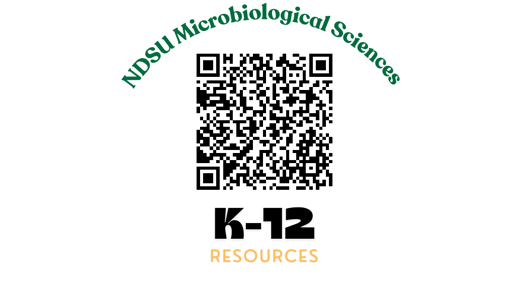 NDSU Microbiological Sciences
K-12
RESOURCES